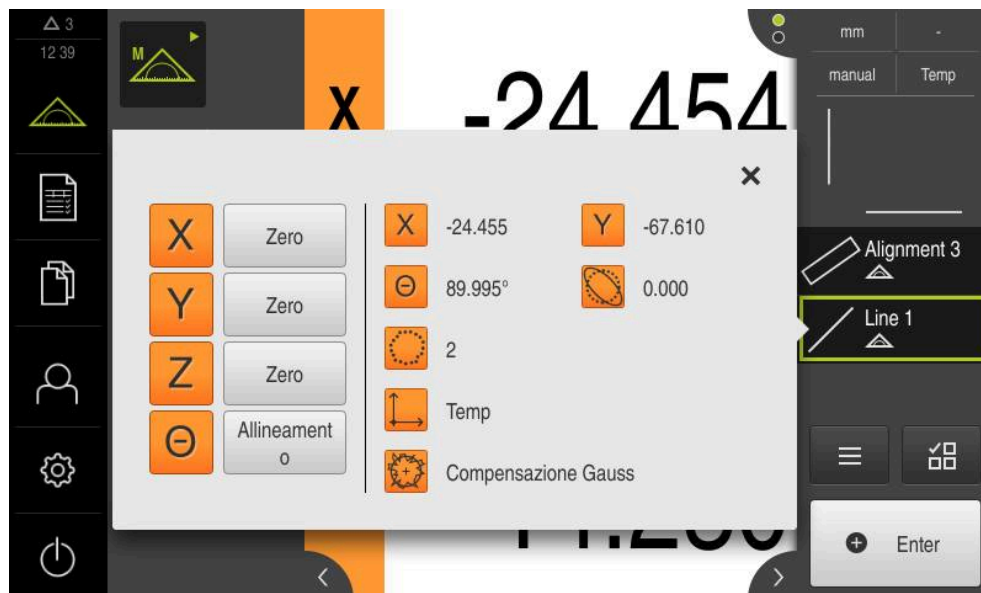 3
12 39
M
X
-24.454
mm
-
manual
Temp
X
Zero
X
-24.455
Y
-67.610
Y
Zero
Θ
89.995°
0.000
Z
Zero
2
Θ
Allineament
o
Temp
Compensazione Gauss
Alignment 3
Line 1
Enter